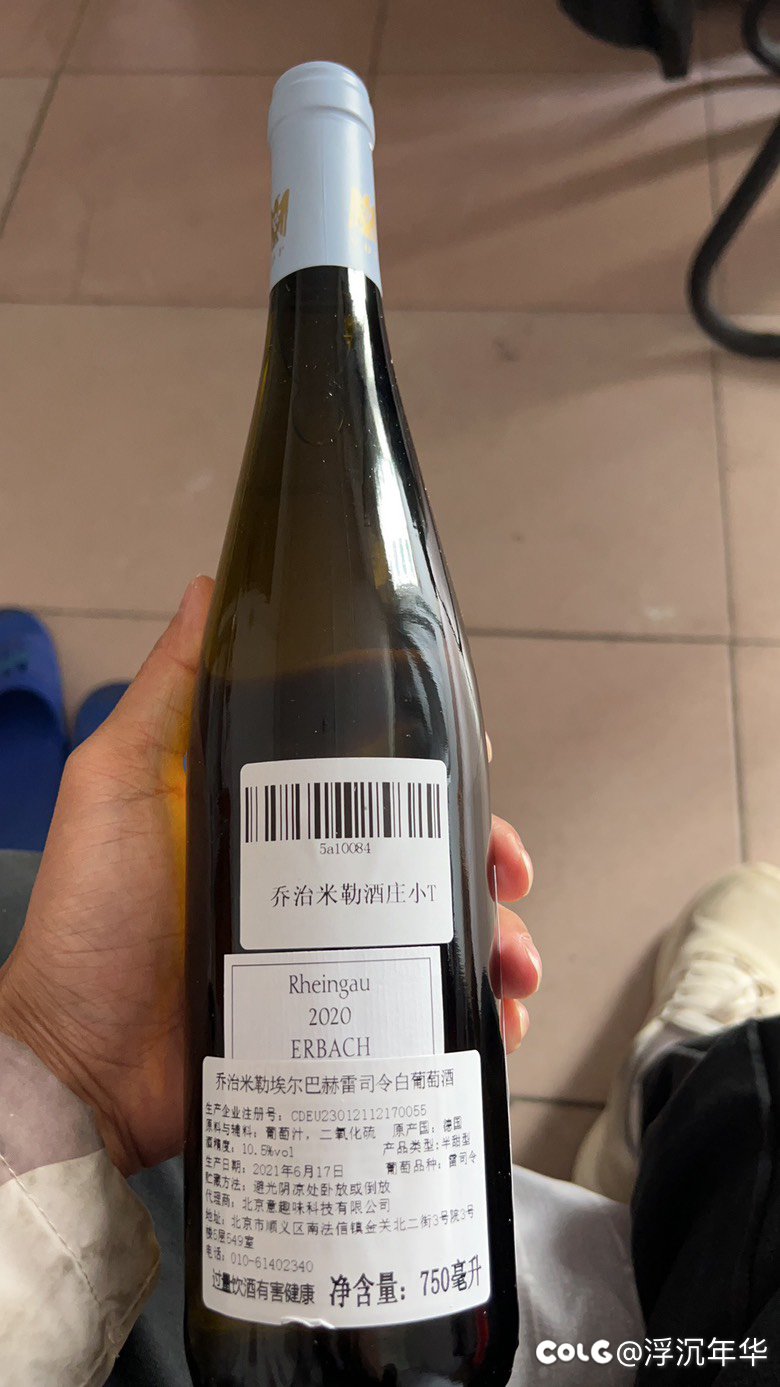 5a10084
乔治米勒酒庄小T
Rheingau
2020
ERBACH
乔治米勒埃尔巴赫雷司令白葡萄酒
生产企业注册号：CDEU23012112170055
原料与辅料：葡萄汁，二氧化硫 原产国：德国
酒精度：10.5%vol 产品类型：半甜型
生产日期：2021年6月17日 葡萄品种：雷司令
贮藏方法：避光阴凉处卧放或倒放
代理商：北京意趣味科技有限公司
地址：北京市顺义区南法信镇金关北二街3号院3号
楼5层549室
电话：010-61402340
过量饮酒有害健康 净含量：750毫升
COLG@浮沉年华